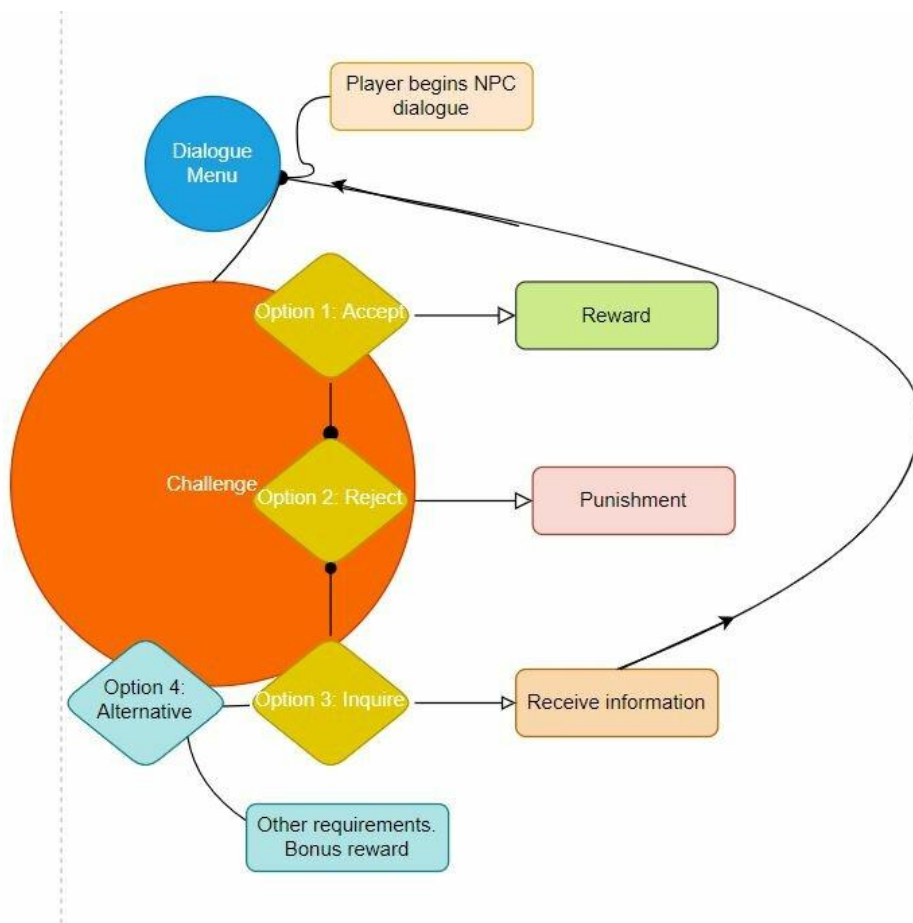 Player begins NPC
dialogue
Dialogue
Menu
Option 1: Accept
Reward
Challenge
Option 2: Reject
Punishment
Option 4:
Alternative
Option 3: Inquire
Receive information
Other requirements.
Bonus reward